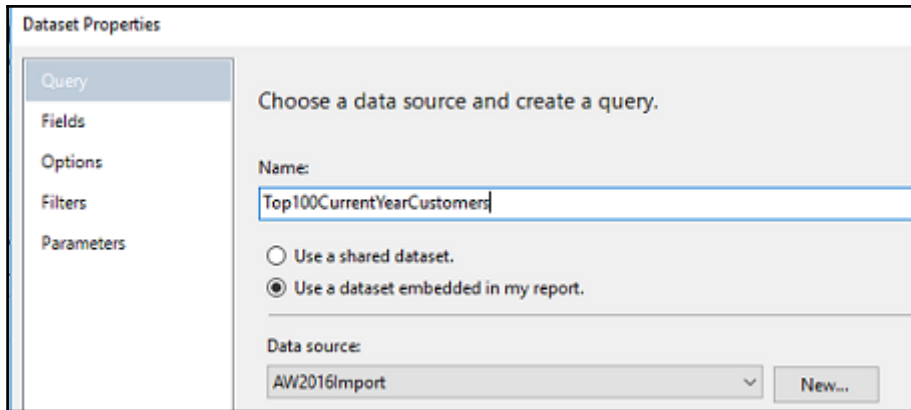 Dataset Properties
Query
Fields
Options
Filters
Parameters
Choose a data source and create a query.
Name:
Top100CurrentYearCustomers
Use a shared dataset.
Use a dataset embedded in my report.
Data source:
AW2016Import
New...